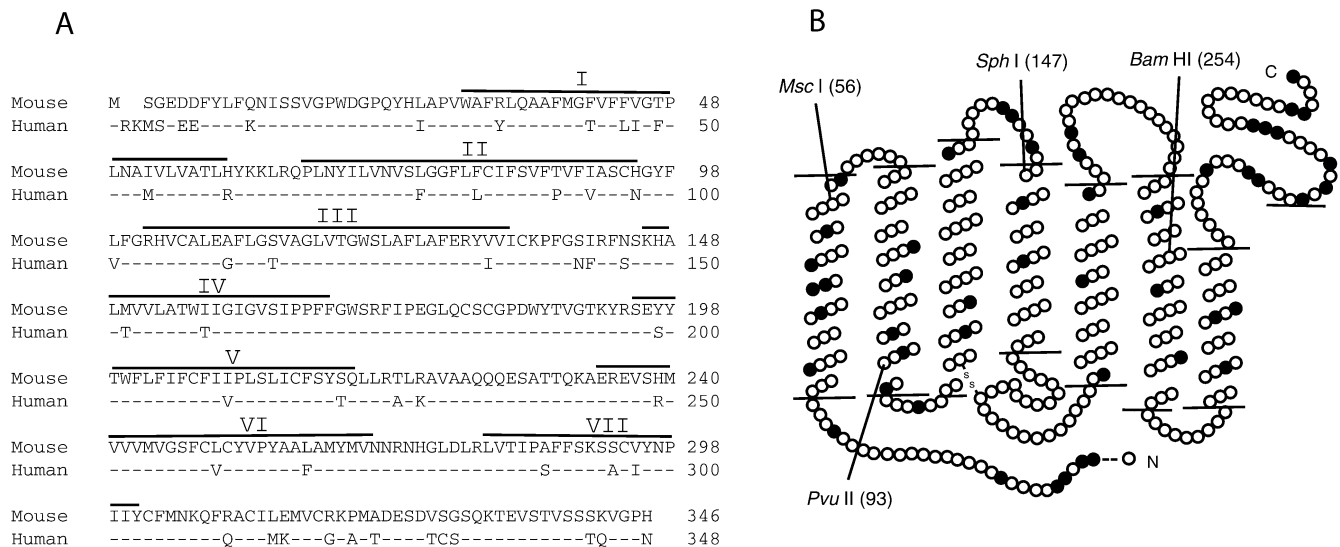 A
I
Mouse M SGEDDFYLFQNISSVGPWDGPQYHLAPVWAFRLQAAFMGFVFFVGTP 48
Human -RKMS-EE----K------------I-----Y------T--LI-F- 50
II
Mouse LNAIVLVATLHYKKLRQPLNYILVNVSLGGFLFCIFSVFTVFIASCHGYF 98
Human ---M------R----------------F----L------P--V---N--- 100
III
Mouse LFGRHVCALEAFLGSVAGLVTGWSLAFLAFERYVVICKPFGSIRFNSKHA 148
Human V---------G---T------------------I-------NF--S---- 150
IV
Mouse LMVVLATWIIGIGVSIPPFFGWSRFIPEGLQCSCGPDWYTVGTKYRSEYY 198
Human -T------T---------------------------------------S- 200
V
Mouse TWFLFIFCFIIPLSLICFSYSQLLRTLRAVAAQQQESATTQKAEREVSHM 240
Human ----------V---------T----A-K--------------------R- 250
VI VII
Mouse VVVMVGSFCLCYVPYAALAMYMVNNRNHGLDLRLVTIPAFFSKSSCVYNP 298
Human ---------V-------F--------------------S-----A-I--- 300
Mouse IIYCFMNKQFRACILEMVCRKPMADESDVSGSQKTEVSTVSSSKVGPH 346
Human ----------Q---MK---G-A-T----TCS-----------TQ---N 348
B
Sph I (147)
Bam HI (254)
Msc I (56)
C
S
S
N
Pvu II (93)